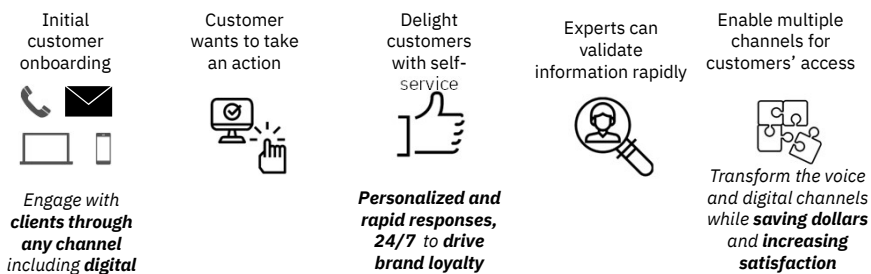 Initial
customer
onboarding
Engage with
clients through
any channel
including digital
Customer
wants to take
an action
Delight
customers
with self-
service
Personalized and
rapid responses,
24/7 to drive
brand loyalty
Experts can
validate
information rapidly
Enable multiple
channels for
customers' access
Transform the voice
and digital channels
while saving dollars
and increasing
satisfaction